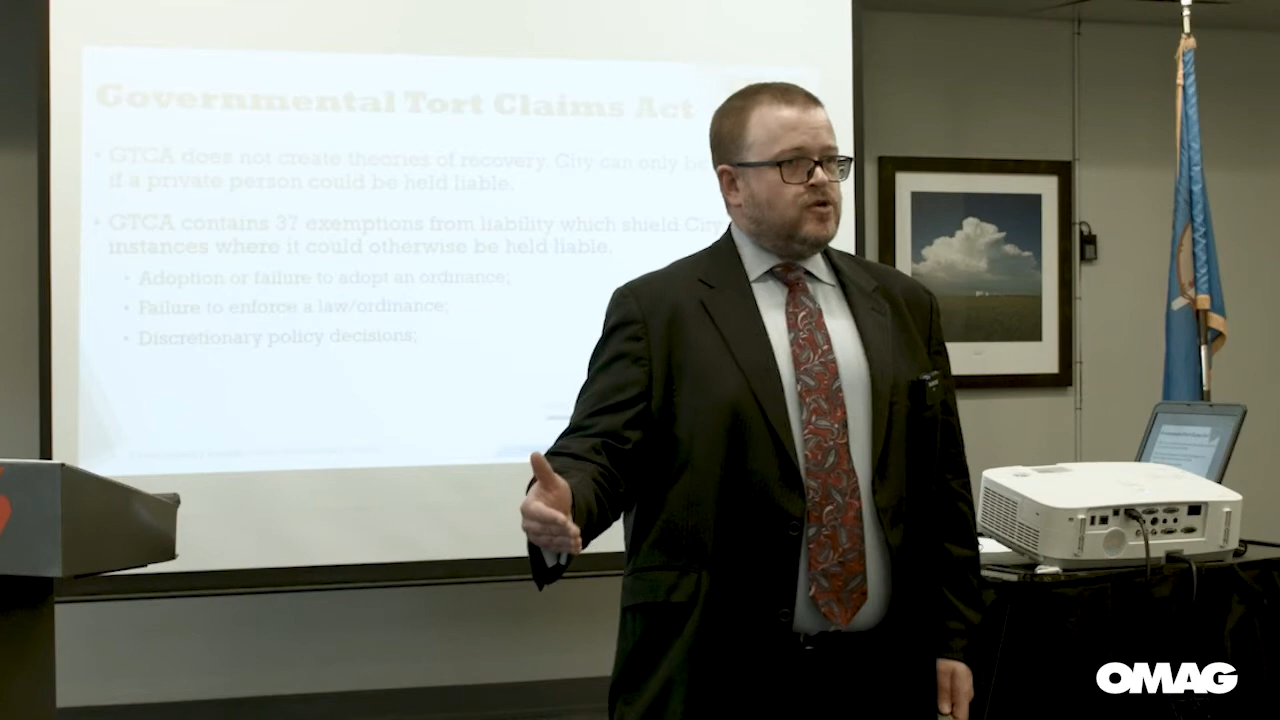 Governmental Tort Claims Act
• GTCA does not create theories of recovery. City can only be
if a private person could be held liable.
• GTCA contains 37 exemptions from liability which shield City
instances where it could otherwise be held liable.
• Adoption or failure to adopt an ordinance;
• Failure to enforce a law/ordinance;
• Discretionary policy decisions;
OMAG